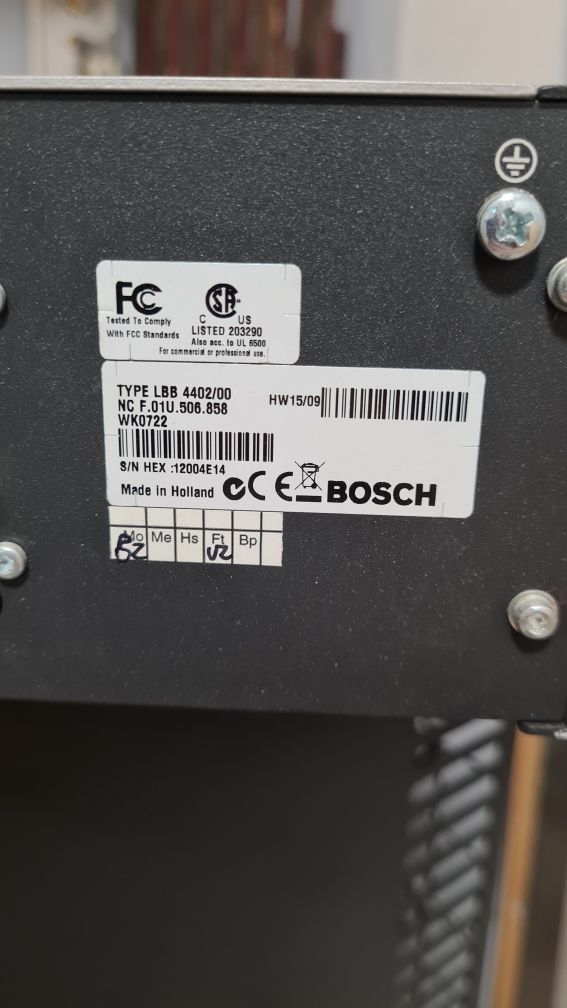 FCC
Tested To Comply
With FCC Standards
C US
LISTED 203290
Also acc. to UL 6500
For commercial or professional use.
TYPE LBB 4402/00
NC F.01U.506.858
WK0722
HW15/09
S/N HEX :12004E14
Made in Holland CE BOSCH
Mo Me Hs Ft Bp